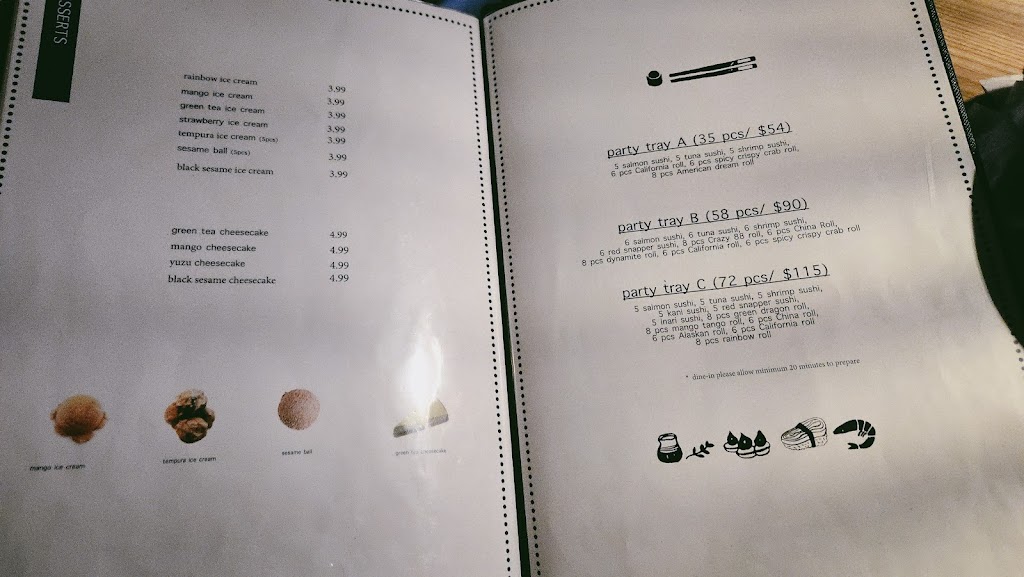 rainbow ice cream 3.99
mango ice cream 3.99
green tea ice cream 3.99
strawberry ice cream 3.99
tempura ice cream (5pcs) 3.99
sesame ball (5pcs) 3.99
black sesame ice cream 3.99
green tea cheesecake 4.99
mango cheesecake 4.99
yuzu cheesecake 4.99
black sesame cheesecake 4.99
mango ice cream
tempura ice cream
sesame ball
green tea cheesecake
party tray A (35 pcs/ $54)
5 salmon sushi, 5 tuna sushi, 5 shrimp sushi,
6 pcs California roll, 6 pcs spicy crispy crab roll,
8 pcs American dream roll
party tray B (58 pcs/ $90)
6 salmon sushi, 6 tuna sushi, 6 shrimp sushi,
6 red snapper sushi, 8 pcs Crazy 88 roll, 6 pcs China Roll,
8 pcs dynamite roll, 6 pcs California roll, 6 pcs spicy crispy crab roll
party tray C (72 pcs/ $115)
5 salmon sushi, 5 tuna sushi, 5 shrimp sushi,
5 kani sushi, 5 red snapper sushi,
5 inari sushi, 8 pcs green dragon roll,
8 pcs mango tango roll, 6 pcs China roll,
6 pcs Alaskan roll, 6 pcs California roll
8 pcs rainbow roll
* dine-in please allow minimum 20 minutes to prepare